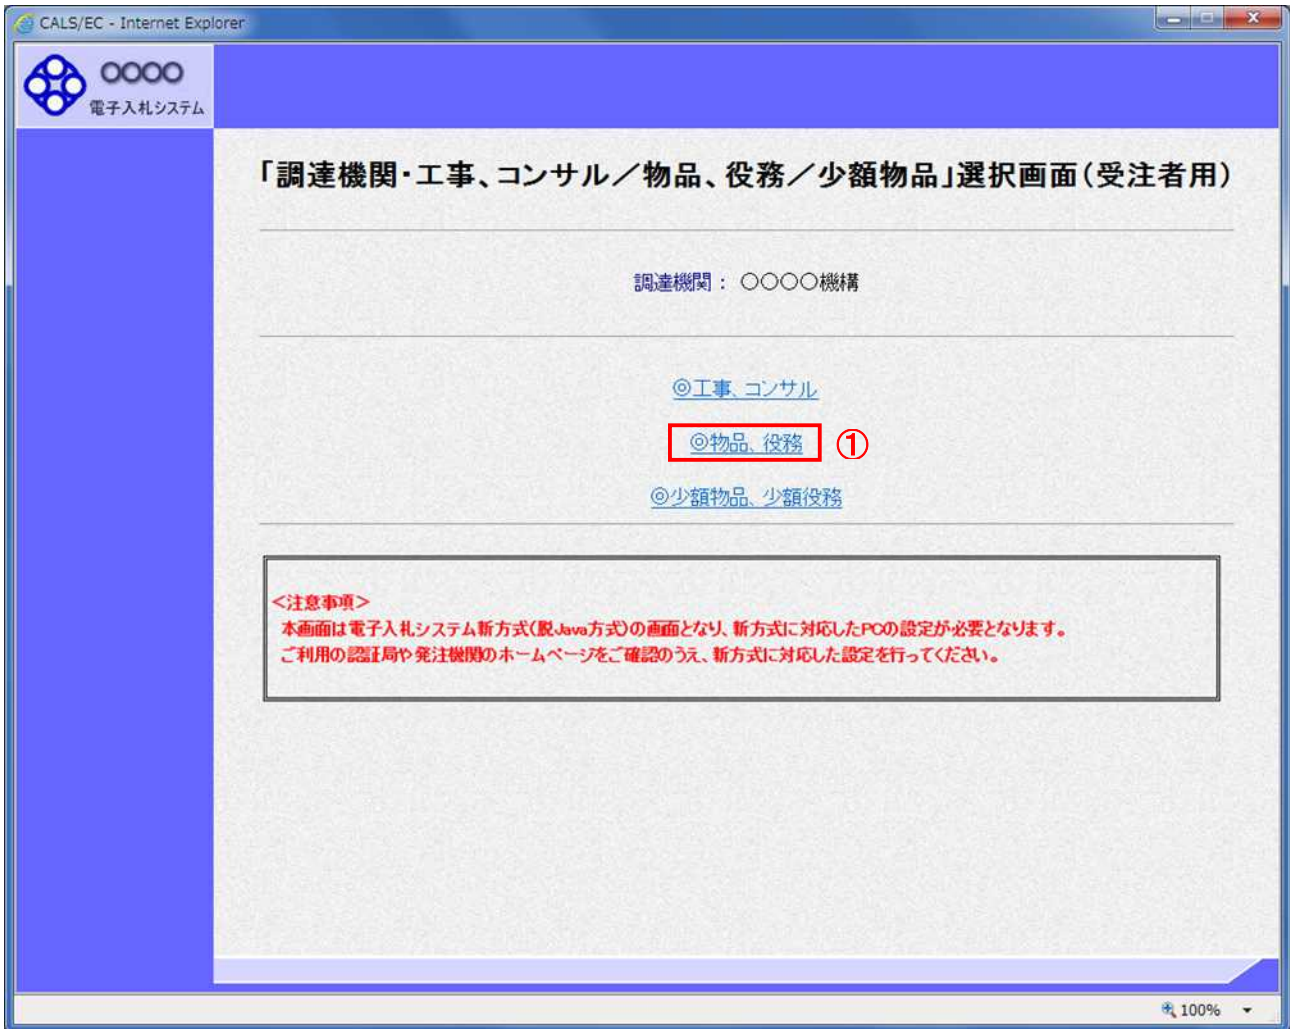 CALS/EC - Internet Explorer
〇〇〇〇
電子入札システム
「調達機関・工事、コンサル／物品、役務／少額物品」選択画面（受注者用）
調達機関： 〇〇〇〇機構
◎工事、コンサル
◎物品、役務 ①
◎少額物品、少額役務
＜注意事項＞
本画面は電子入札システム新方式(脱Java方式)の画面となり、新方式に対応したPCの設定が必要となります。
ご利用の認証局や発注機関のホームページをご確認のうえ、新方式に対応した設定を行ってください。
100%